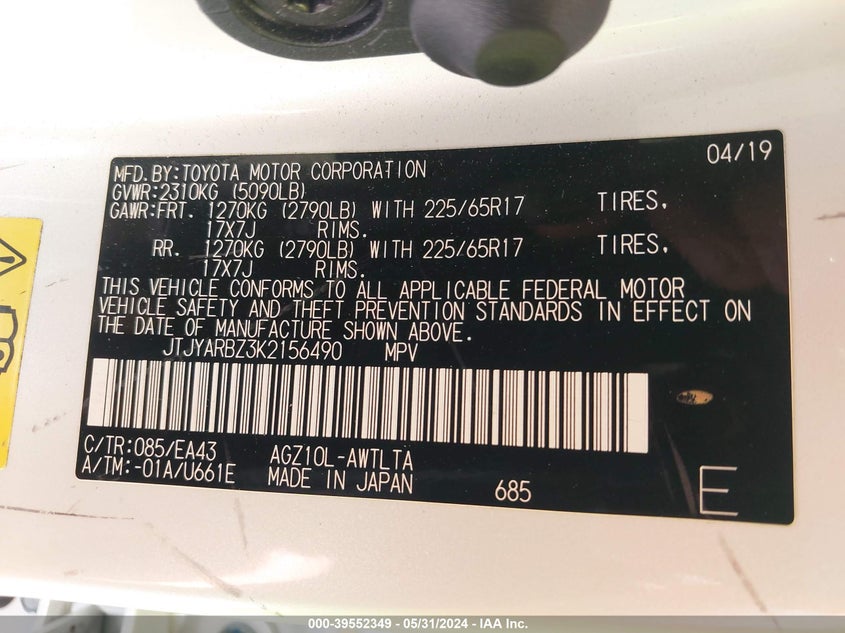 04/19
MFD.BY:TOYOTA MOTOR CORPORATION
GVWR:2310KG (5090LB)
GAWR:FRT. 1270KG (2790LB) WITH 225/65R17 TIRES,
17X7J RIMS.
RR. 1270KG (2790LB) WITH 225/65R17 TIRES,
17X7J RIMS.
THIS VEHICLE CONFORMS TO ALL APPLICABLE FEDERAL MOTOR
VEHICLE SAFETY AND THEFT PREVENTION STANDARDS IN EFFECT ON
THE DATE OF MANUFACTURE SHOWN ABOVE.
JTJYARBZ3K2156490 MPV
C/TR:085/EA43 AGZ10L-AWTLTA
A/TM:-01A/U661E MADE IN JAPAN 685 E
000-39552349 - 05/31/2024 - IAA Inc.